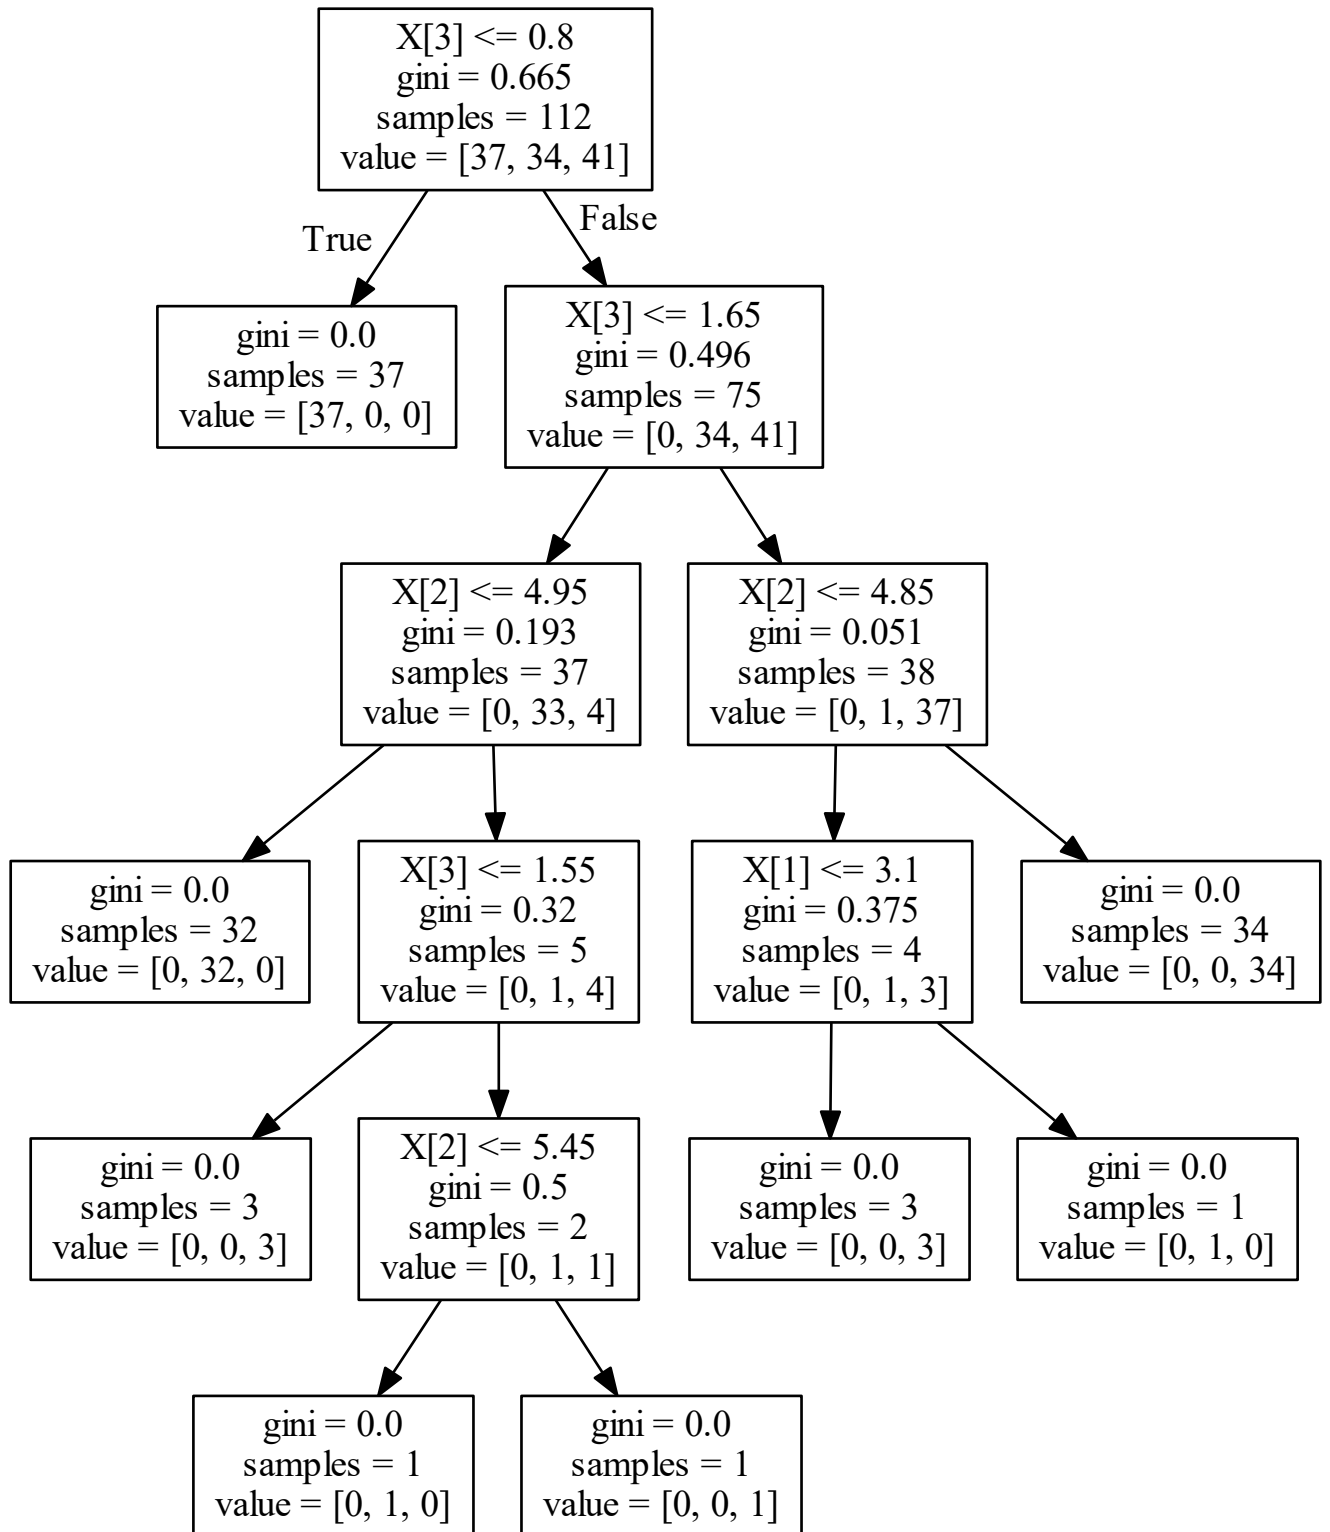 X[3] <= 0.8
gini = 0.665
samples = 112
value = [37, 34, 41]
True
False
gini = 0.0
samples = 37
value = [37, 0, 0]
X[3] <= 1.65
gini = 0.496
samples = 75
value = [0, 34, 41]
X[2] <= 4.95
gini = 0.193
samples = 37
value = [0, 33, 4]
X[2] <= 4.85
gini = 0.051
samples = 38
value = [0, 1, 37]
gini = 0.0
samples = 32
value = [0, 32, 0]
X[3] <= 1.55
gini = 0.32
samples = 5
value = [0, 1, 4]
X[1] <= 3.1
gini = 0.375
samples = 4
value = [0, 1, 3]
gini = 0.0
samples = 34
value = [0, 0, 34]
gini = 0.0
samples = 3
value = [0, 0, 3]
X[2] <= 5.45
gini = 0.5
samples = 2
value = [0, 1, 1]
gini = 0.0
samples = 3
value = [0, 0, 3]
gini = 0.0
samples = 1
value = [0, 1, 0]
gini = 0.0
samples = 1
value = [0, 1, 0]
gini = 0.0
samples = 1
value = [0, 0, 1]